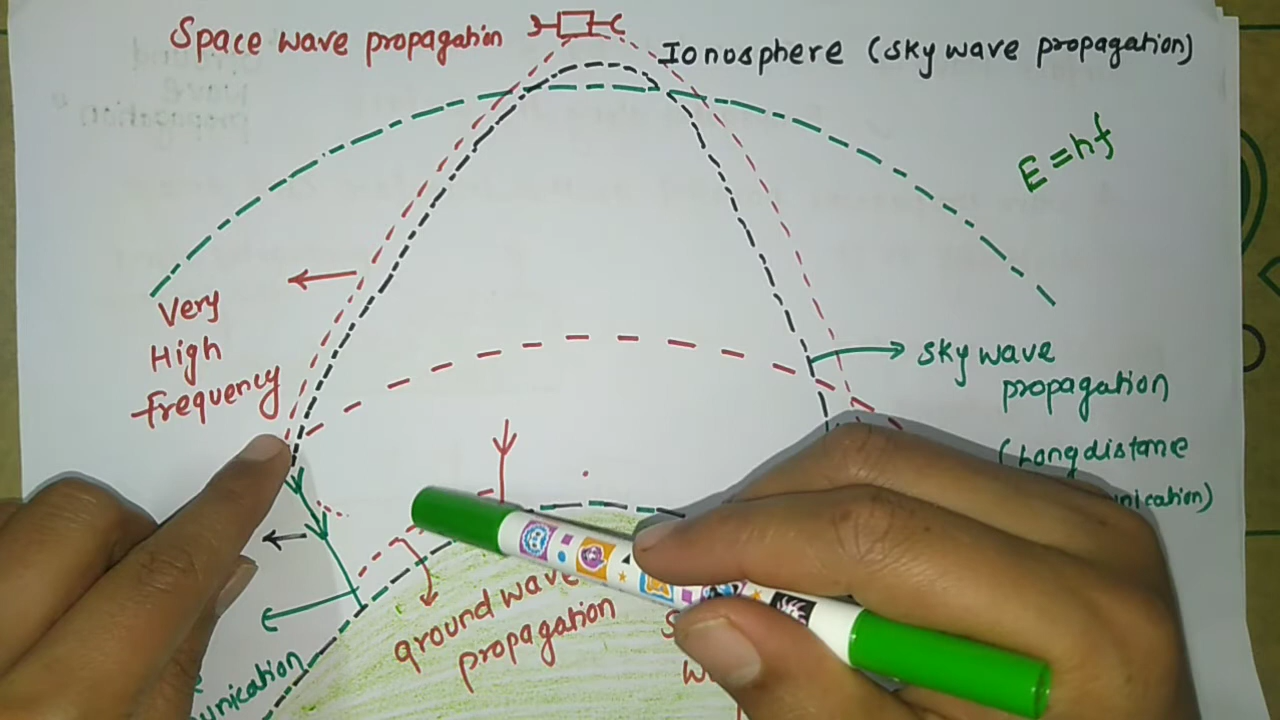 Space wave propagation
Ionosphere (sky wave propagation)
E=hf
Very
High
frequency
sky wave
propagation
(Long distance
ground wave
propagation